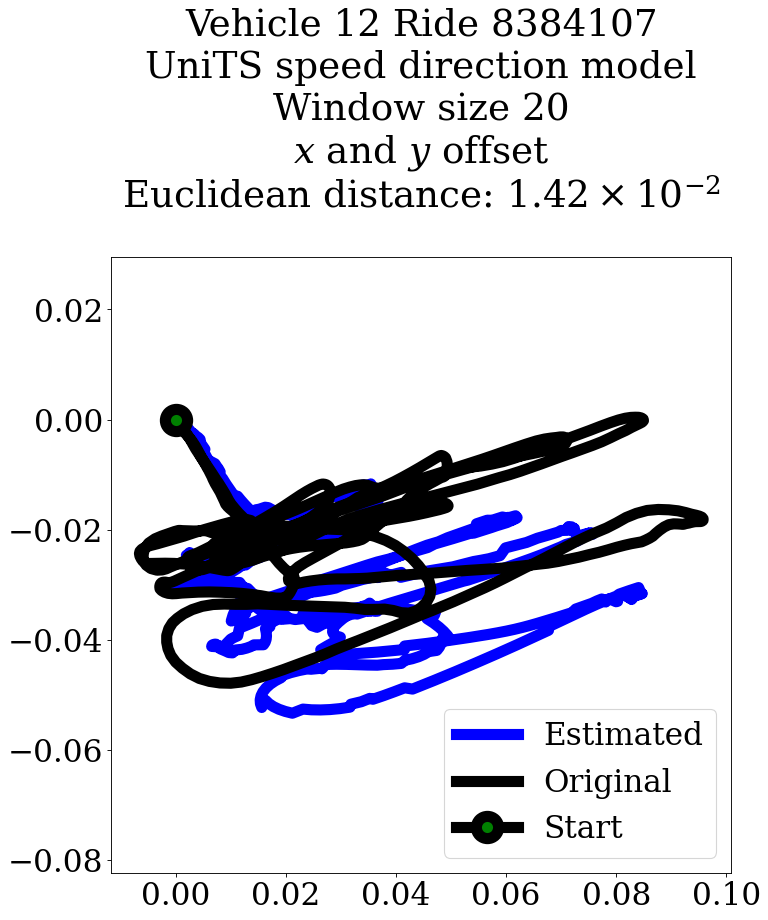 Vehicle 12 Ride 8384107
UniTS speed direction model
Window size 20
x and y offset
Euclidean distance: 1.42 × 10⁻²
0.02
0.00
−0.02
−0.04
−0.06
−0.08
Estimated
Original
Start
0.00 0.02 0.04 0.06 0.08 0.10